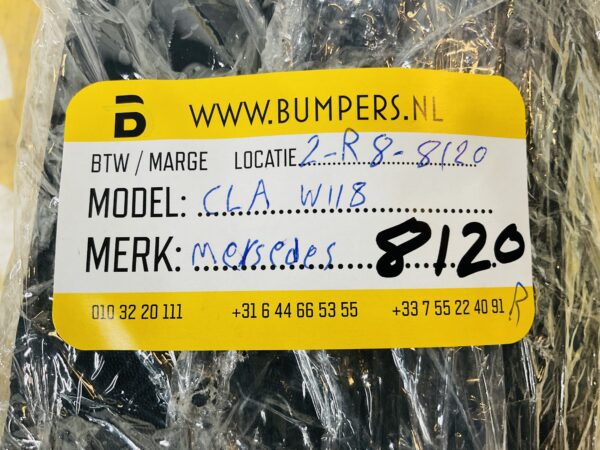 B WWW.BUMPERS.NL
BTW / MARGE LOCATIE 2-R8-8120
MODEL: CLA W118
MERK: mersedes 8120
010 32 20 111 +31 6 44 66 53 55 +33 7 55 22 40 91 R